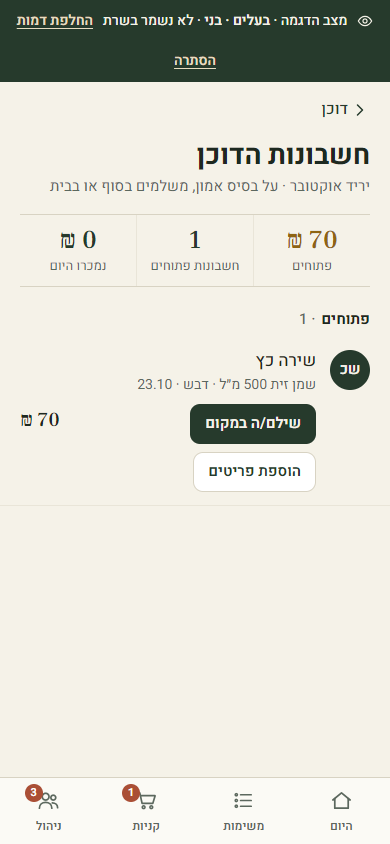 מצב הדגמה · בעלים · בני · לא נשמר בשרת החלפת דמות
הסתרה
דוכן
חשבונות הדוכן
יריד אוקטובר · על בסיס אמון, משלמים בסוף או בבית
70 ₪
פתוחים
1
חשבונות פתוחים
0 ₪
נמכרו היום
פתוחים · 1
שכ
שירה כץ
שמן זית 500 מ״ל · דבש · 23.10
70 ₪
שילם/ה במקום
הוספת פריטים
היום
משימות
1
קניות
3
ניהול